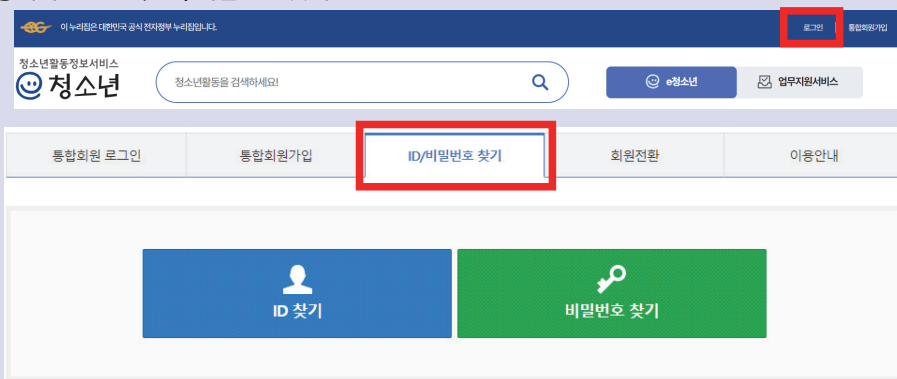 이 누리집은 대한민국 공식 전자정부 누리집입니다.
로그인
통합회원가입
청소년활동정보서비스
청소년
청소년활동을 검색하세요!
e청소년
업무지원서비스
통합회원 로그인
통합회원가입
ID/비밀번호 찾기
회원전환
이용안내
ID 찾기
비밀번호 찾기